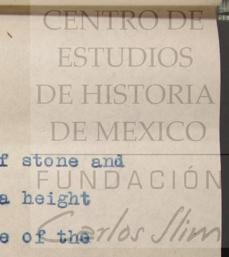 CENTRO DE
ESTUDIOS
DE HISTORIA
DE MEXICO
f stone and
FUNDACIÓN
a height
Carlos Slim
e of the